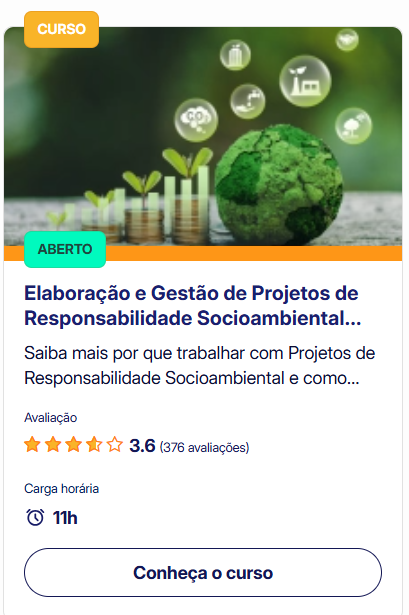 CURSO
CO₂
ABERTO
Elaboração e Gestão de Projetos de
Responsabilidade Socioambiental...
Saiba mais por que trabalhar com Projetos de
Responsabilidade Socioambiental e como...
Avaliação
3.6 (376 avaliações)
Carga horária
11h
Conheça o curso